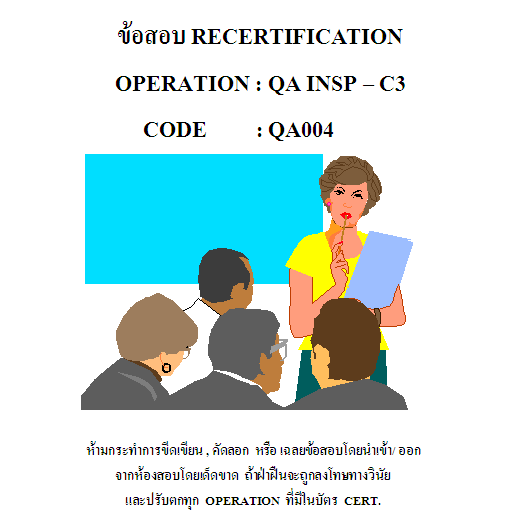 ข้อสอบ RECERTIFICATION
OPERATION : QA INSP – C3
CODE : QA004
ห้ามกระทำการขีดเขียน , คัดลอก หรือ เฉลยข้อสอบโดยนำเข้า/ ออก
จากห้องสอบโดยเด็ดขาด ถ้าฝ่าฝืนจะถูกลงโทษทางวินัย
และปรับตกทุก OPERATION ที่มีในบัตร CERT.